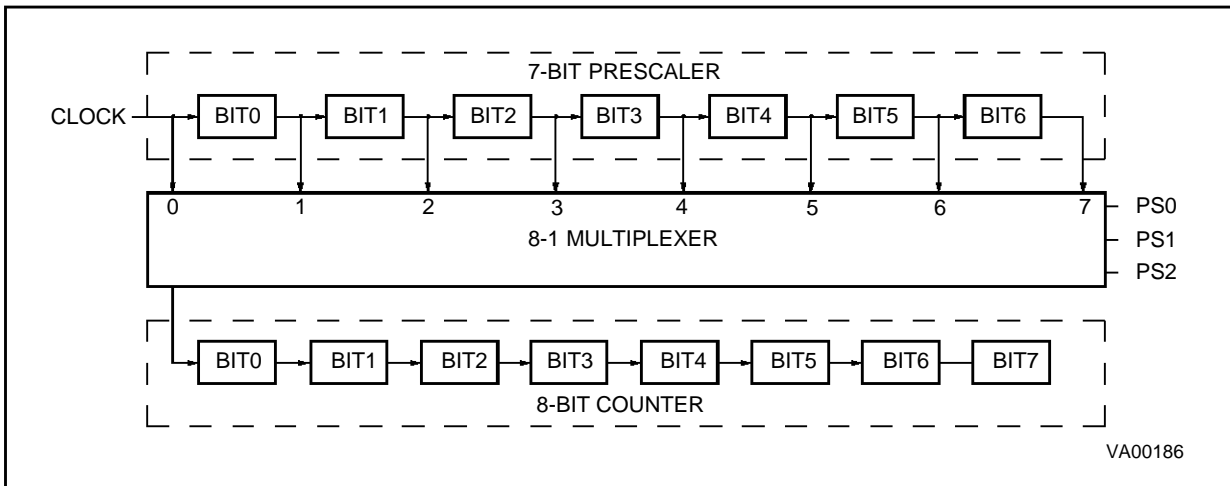 7-BIT PRESCALER
CLOCK BIT0 BIT1 BIT2 BIT3 BIT4 BIT5 BIT6
0 1 2 3 4 5 6 7 PS0
8-1 MULTIPLEXER PS1
PS2
BIT0 BIT1 BIT2 BIT3 BIT4 BIT5 BIT6 BIT7
8-BIT COUNTER
VA00186